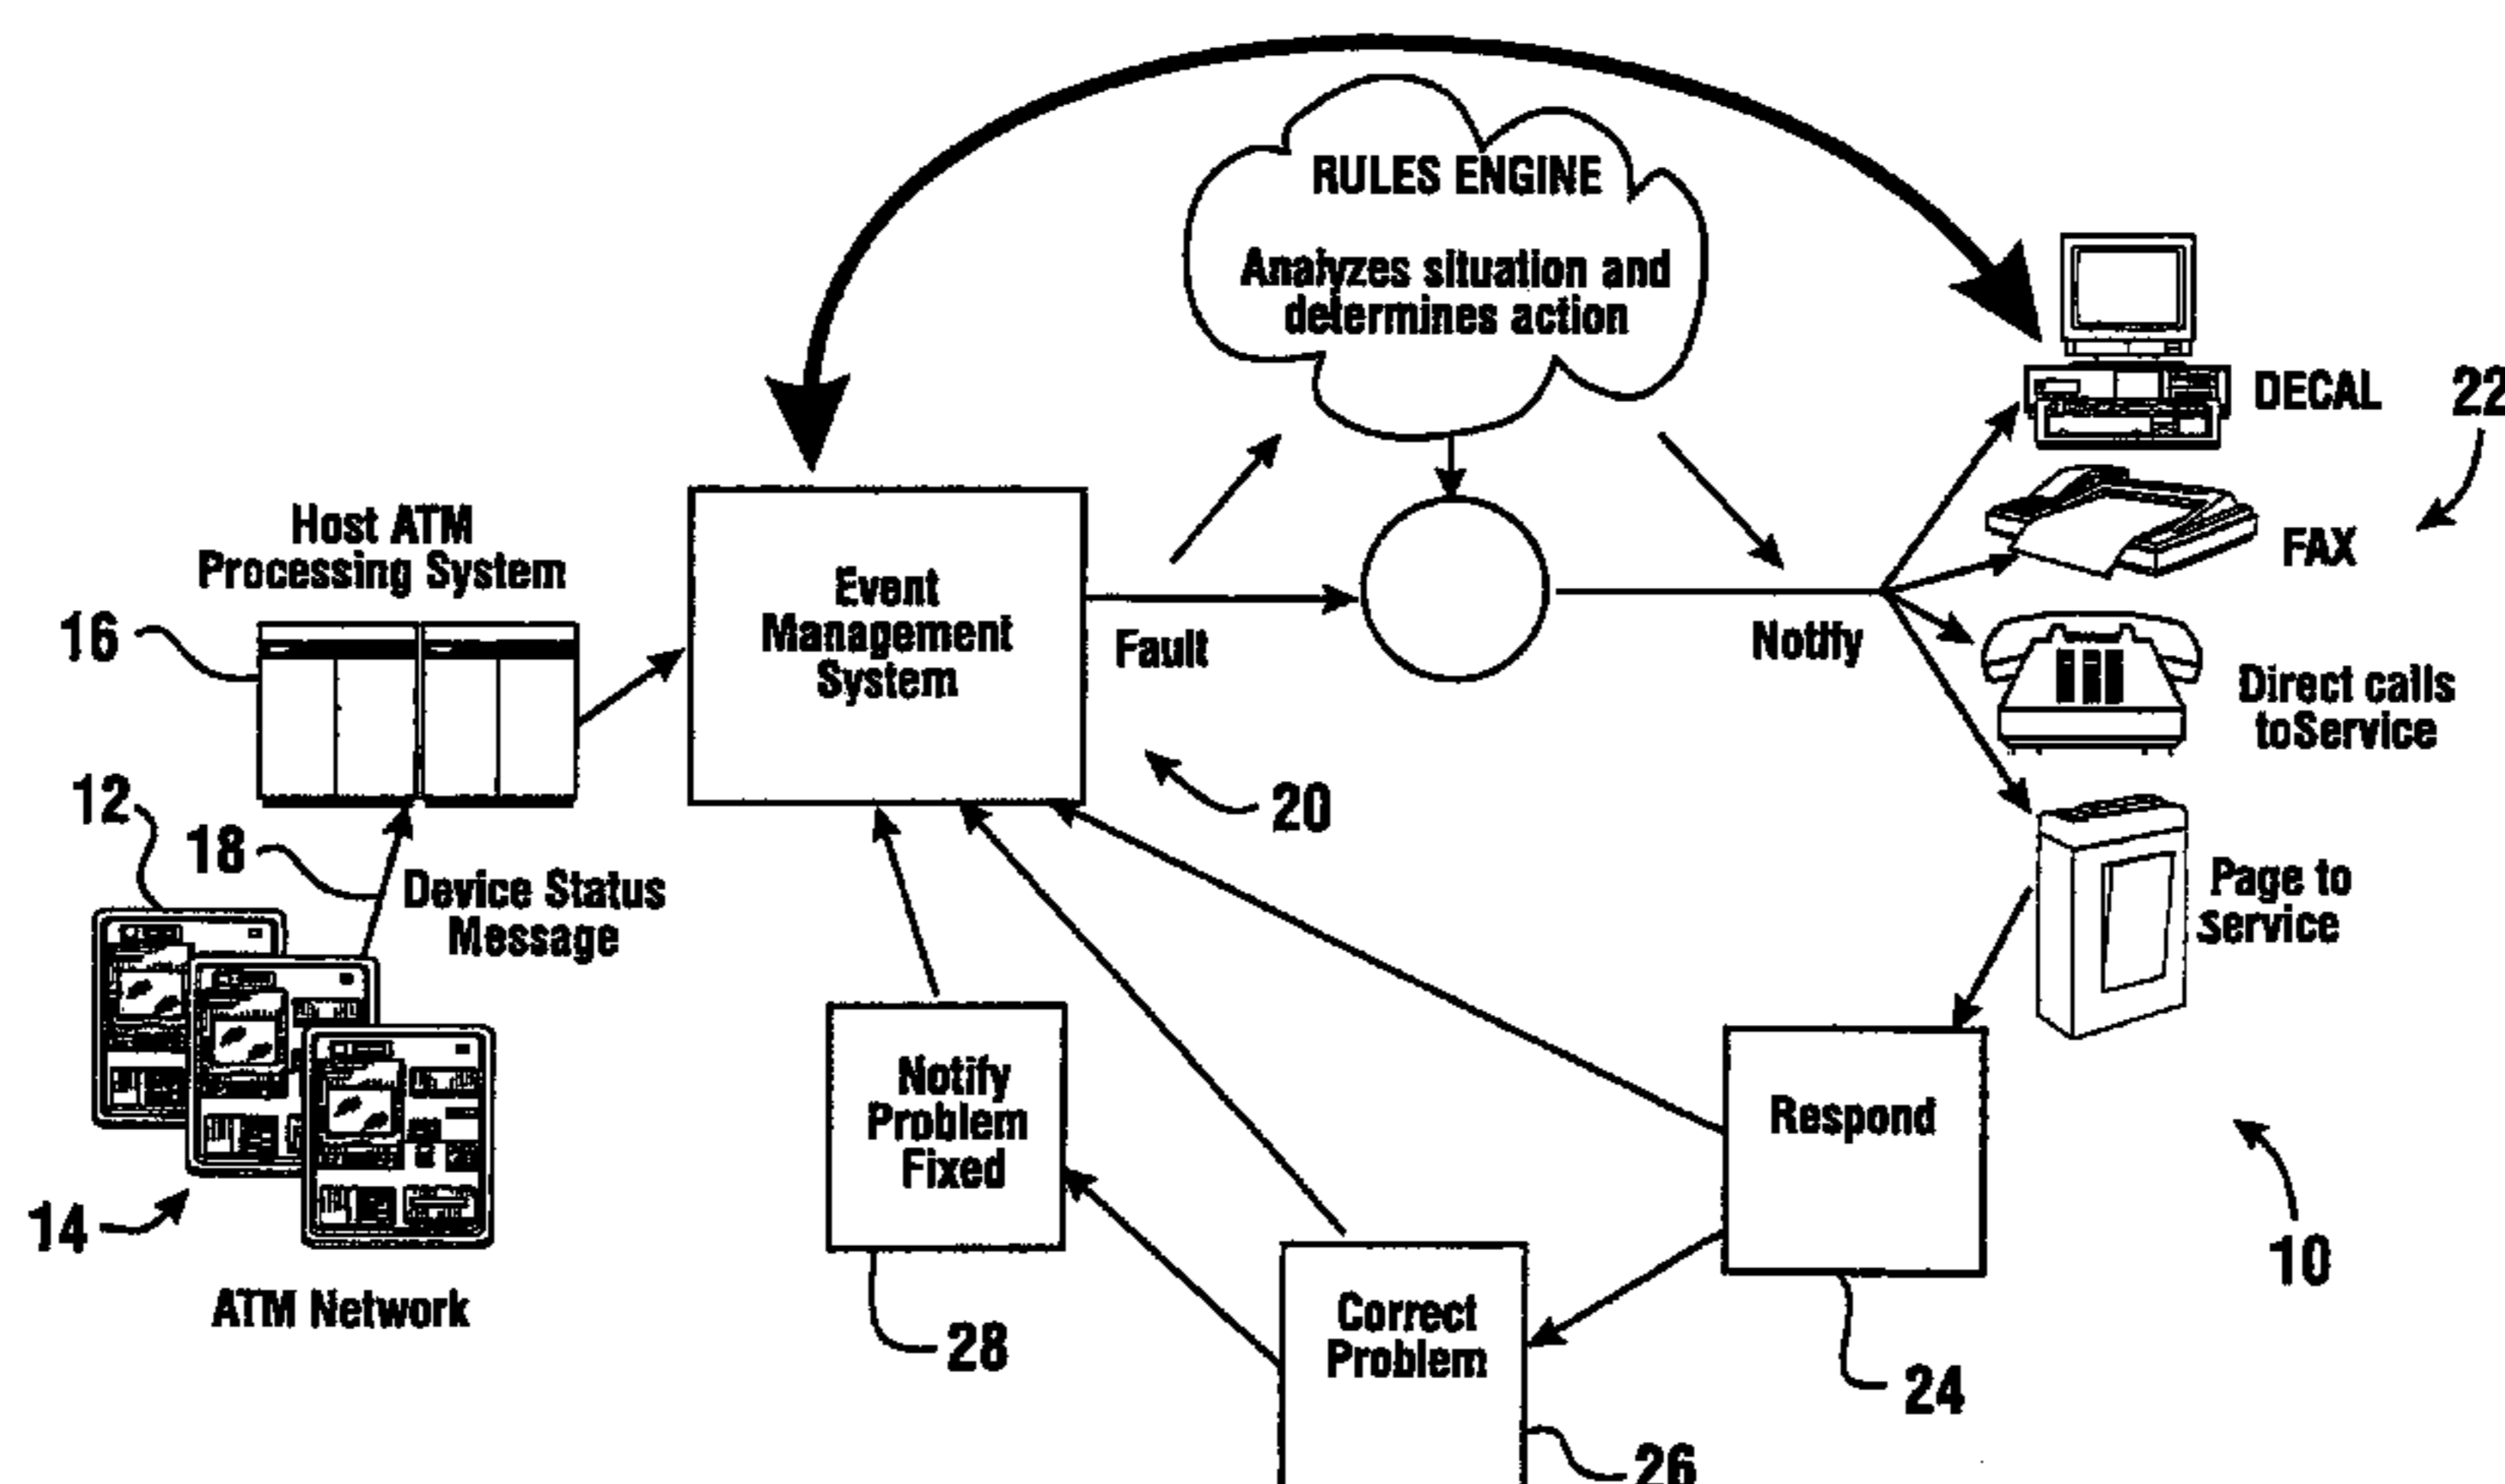 RULES ENGINE
Analyzes situation and
determines action
DECAL
22
Host ATM
Processing System
FAX
16
Event
Management
System
Fault
Notify
Direct calls
toService
20
12
18
Device Status
Message
Page to
service
14
Notify
Problem
Fixed
Respond
10
ATM Network
28
Correct
Problem
24
26